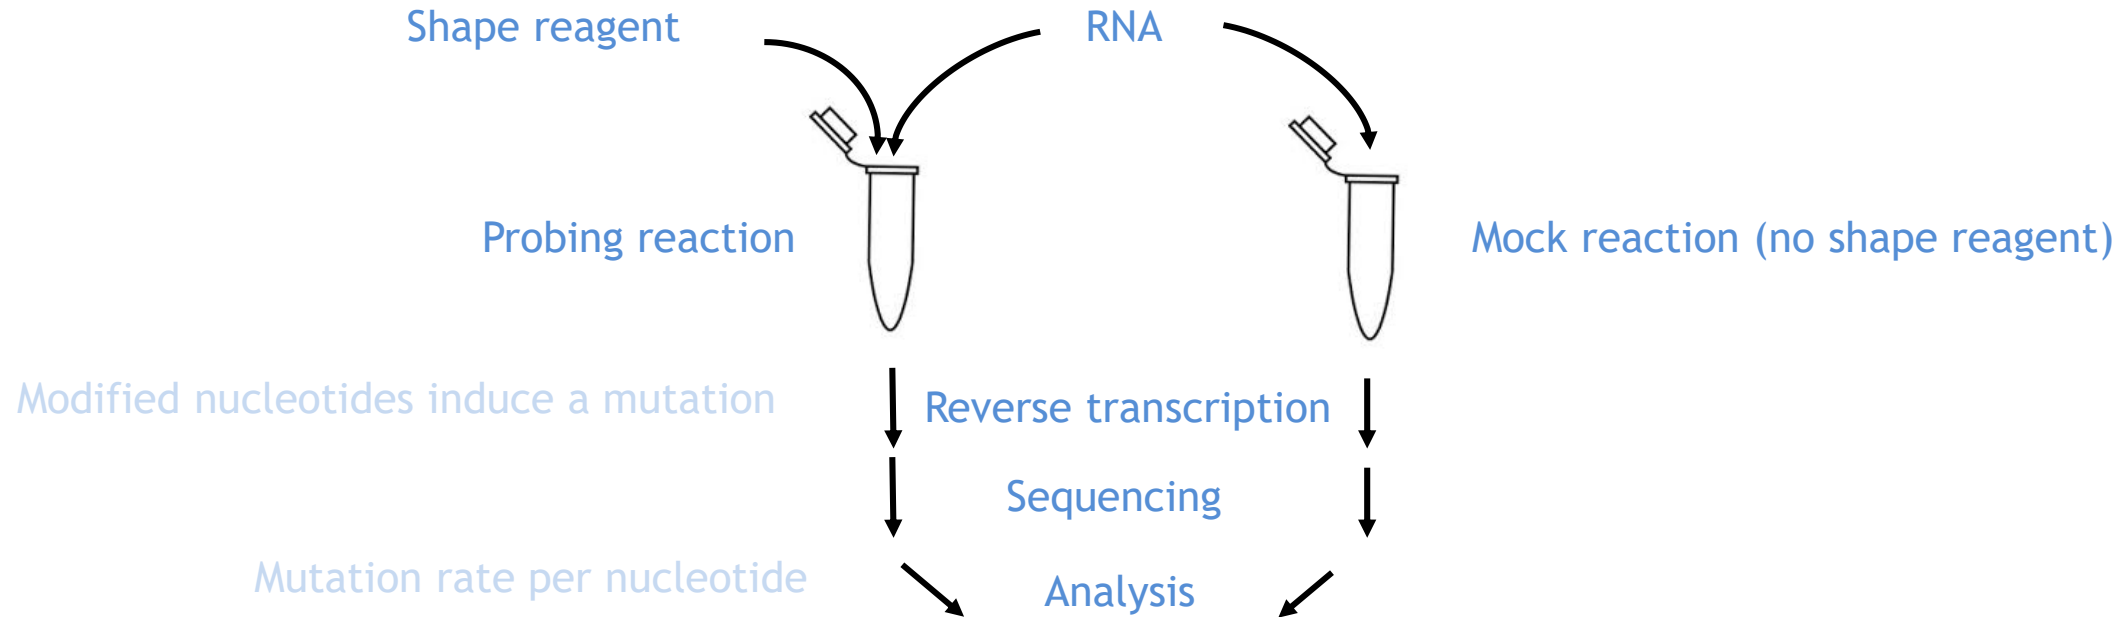 Shape reagent
RNA
Probing reaction
Mock reaction (no shape reagent)
Modified nucleotides induce a mutation
Reverse transcription
Sequencing
Mutation rate per nucleotide
Analysis